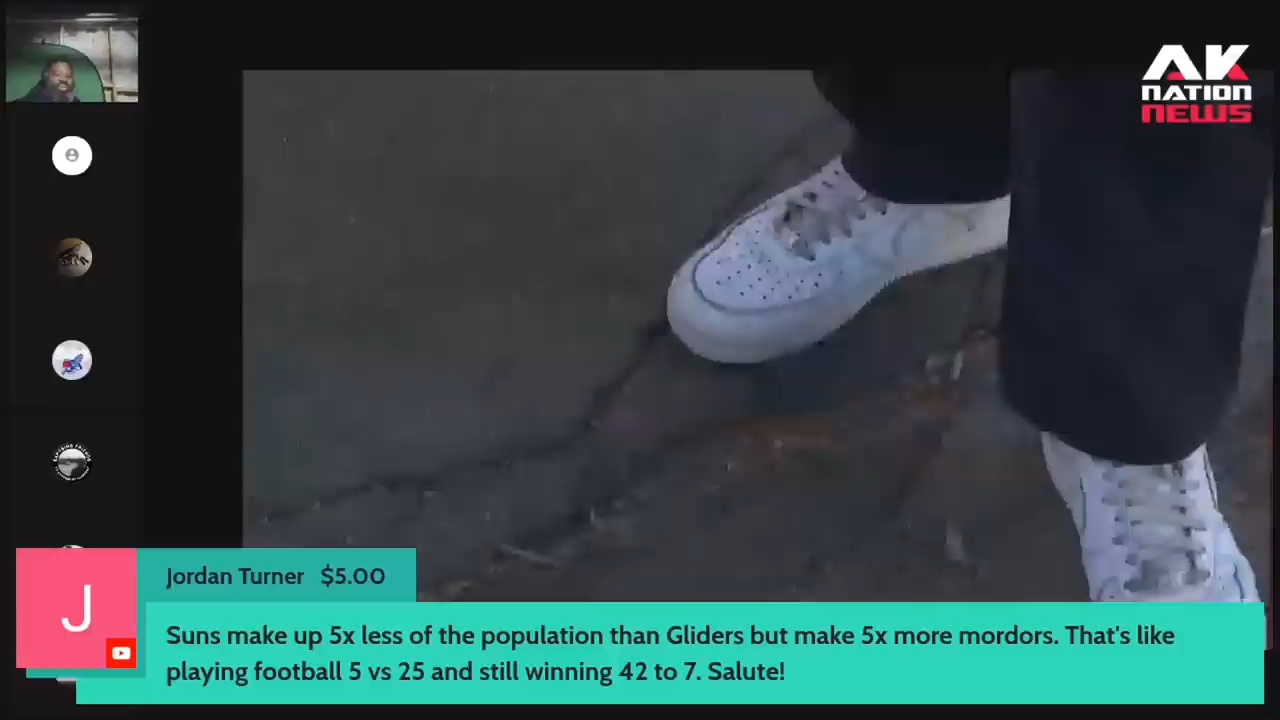 AK
NATION
NEWS
J
Jordan Turner $5.00
Suns make up 5x less of the population than Gliders but make 5x more mordors. That's like
playing football 5 vs 25 and still winning 42 to 7. Salute!